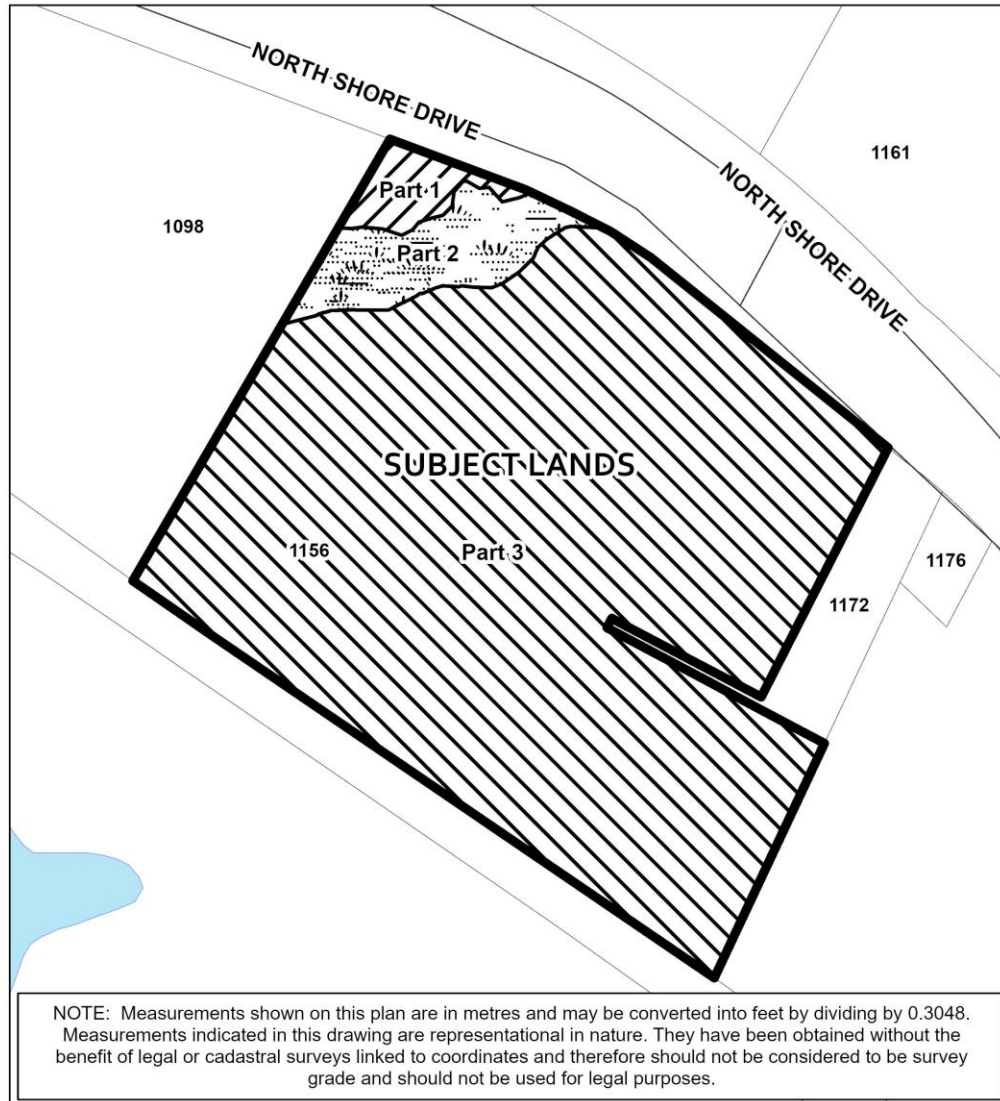 NORTH SHORE DRIVE
1161
NORTH SHORE DRIVE
Part 1
1098
Part 2
SUBJECT LANDS
1156
Part 3
1176
1172
NOTE: Measurements shown on this plan are in metres and may be converted into feet by dividing by 0.3048.
Measurements indicated in this drawing are representational in nature. They have been obtained without the
benefit of legal or cadastral surveys linked to coordinates and therefore should not be considered to be survey
grade and should not be used for legal purposes.